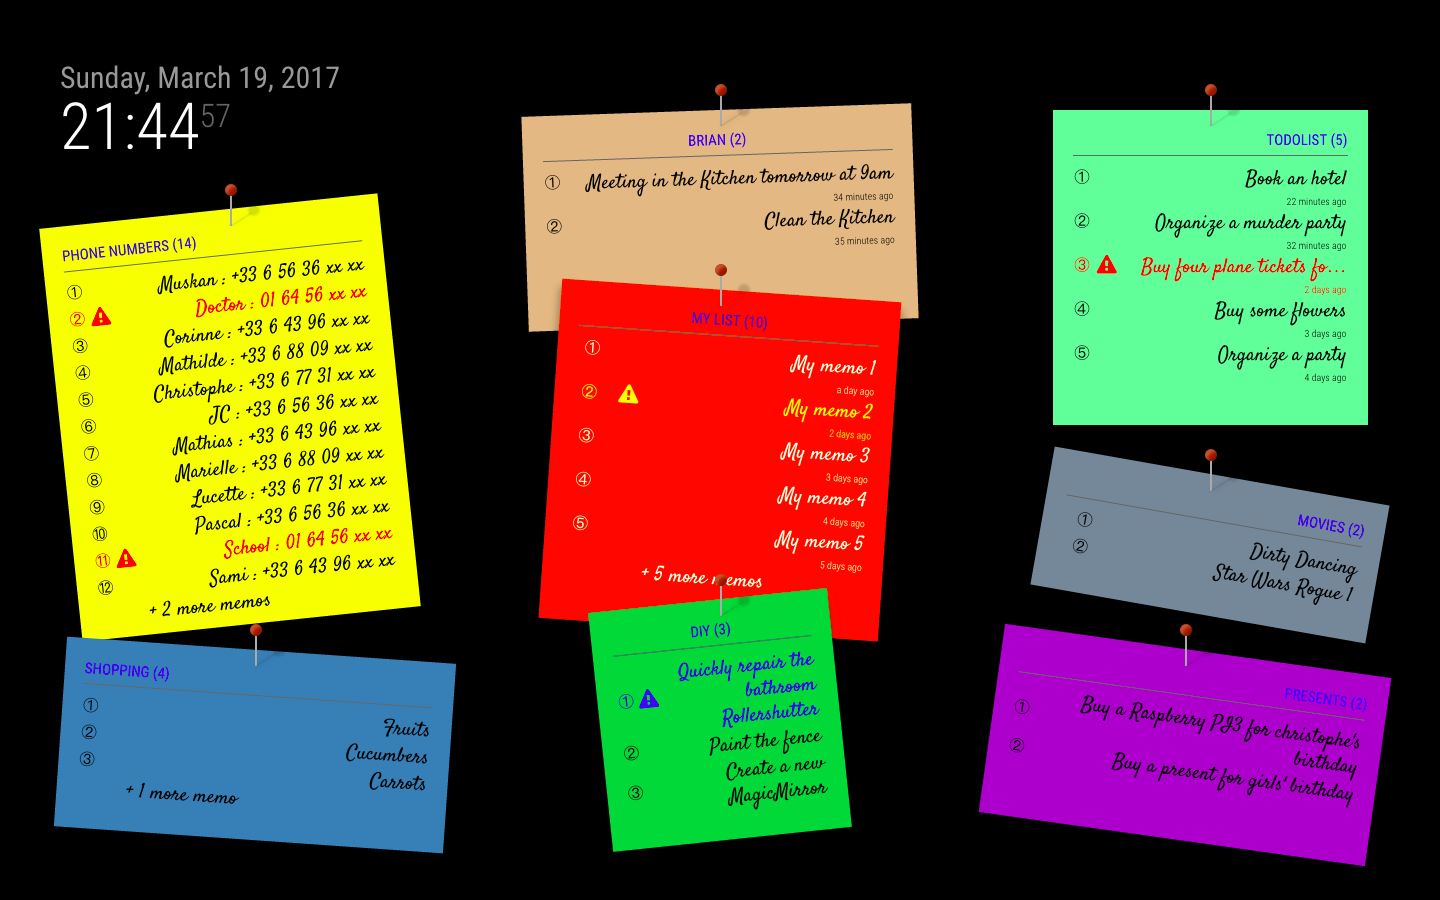 Sunday, March 19, 2017
21:44 57
PHONE NUMBERS (14)
① Muskan : +33 6 56 36 xx xx
② Doctor : 01 64 56 xx xx
③ Corinne : +33 6 43 96 xx xx
④ Mathilde : +33 6 88 09 xx xx
⑤ Christophe : +33 6 77 31 xx xx
⑥ JC : +33 6 56 36 xx xx
⑦ Mathias : +33 6 43 96 xx xx
⑧ Marielle : +33 6 88 09 xx xx
⑨ Lucette : +33 6 77 31 xx xx
⑩ Pascal : +33 6 56 36 xx xx
⑪ School : 01 64 56 xx xx
⑫ Sami : +33 6 43 96 xx xx
+ 2 more memos
SHOPPING (4)
① Fruits
② Cucumbers
③ Carrots
+ 1 more memo
BRIAN (2)
① Meeting in the Kitchen tomorrow at 9am
34 minutes ago
② Clean the Kitchen
35 minutes ago
MY LIST (10)
① My memo 1
a day ago
② My memo 2
2 days ago
③ My memo 3
3 days ago
④ My memo 4
4 days ago
⑤ My memo 5
5 days ago
+ 5 more memos
DIY (3)
① Quickly repair the
bathroom
Rollershutter
② Paint the fence
③ Create a new
MagicMirror
TODOLIST (5)
① Book an hotel
22 minutes ago
② Organize a murder party
32 minutes ago
③ Buy four plane tickets fo...
2 days ago
④ Buy some flowers
3 days ago
⑤ Organize a party
4 days ago
MOVIES (2)
① Dirty Dancing
② Star Wars Rogue 1
PRESENTS (2)
① Buy a Raspberry PI3 for christophe's
birthday
② Buy a present for girls' birthday